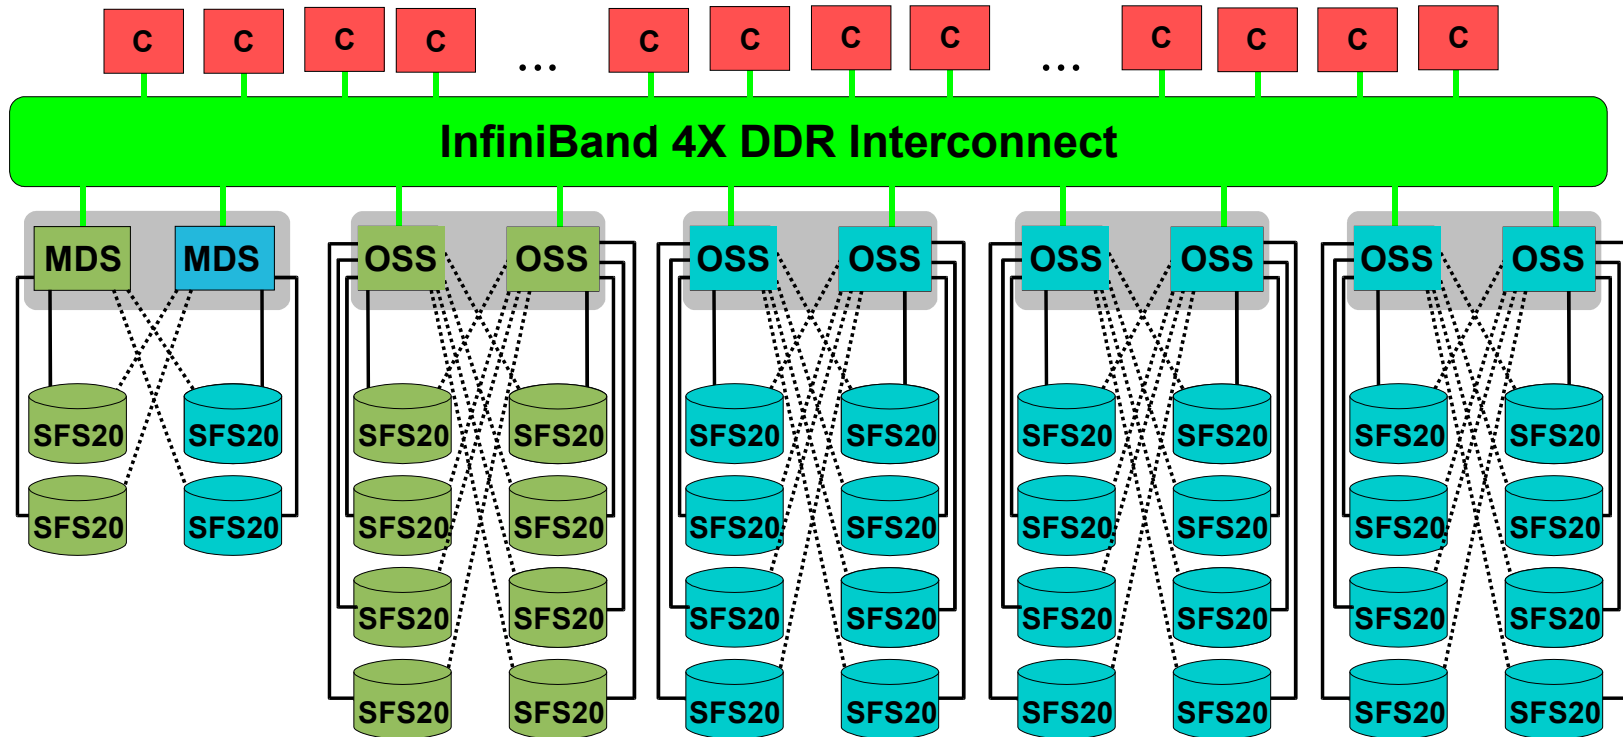 C C C C ... C C C C ... C C C C
InfiniBand 4X DDR Interconnect
MDS MDS OSS OSS OSS OSS OSS OSS OSS OSS
SFS20 SFS20 SFS20 SFS20 SFS20 SFS20 SFS20 SFS20 SFS20 SFS20
SFS20 SFS20 SFS20 SFS20 SFS20 SFS20 SFS20 SFS20 SFS20 SFS20
SFS20 SFS20 SFS20 SFS20 SFS20 SFS20 SFS20 SFS20
SFS20 SFS20 SFS20 SFS20 SFS20 SFS20 SFS20 SFS20